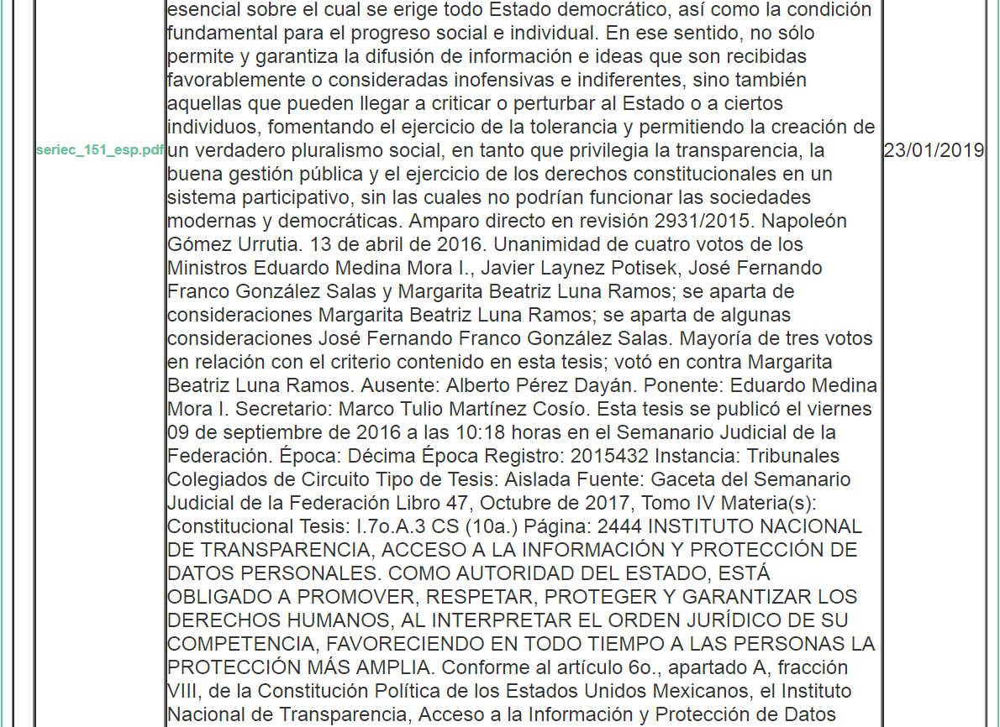 esencial sobre el cual se erige todo Estado democrático, así como la condición
fundamental para el progreso social e individual. En ese sentido, no sólo
permite y garantiza la difusión de información e ideas que son recibidas
favorablemente o consideradas inofensivas e indiferentes, sino también
aquellas que pueden llegar a criticar o perturbar al Estado o a ciertos
individuos, fomentando el ejercicio de la tolerancia y permitiendo la creación de
seriec_151_esp.pdf
un verdadero pluralismo social, en tanto que privilegia la transparencia, la
23/01/2019
buena gestión pública y el ejercicio de los derechos constitucionales en un
sistema participativo, sin las cuales no podrían funcionar las sociedades
modernas y democráticas. Amparo directo en revisión 2931/2015. Napoleón
Gómez Urrutia. 13 de abril de 2016. Unanimidad de cuatro votos de los
Ministros Eduardo Medina Mora I., Javier Laynez Potisek, José Fernando
Franco González Salas y Margarita Beatriz Luna Ramos; se aparta de
consideraciones Margarita Beatriz Luna Ramos; se aparta de algunas
consideraciones José Fernando Franco González Salas. Mayoría de tres votos
en relación con el criterio contenido en esta tesis; votó en contra Margarita
Beatriz Luna Ramos. Ausente: Alberto Pérez Dayán. Ponente: Eduardo Medina
Mora I. Secretario: Marco Tulio Martínez Cosío. Esta tesis se publicó el viernes
09 de septiembre de 2016 a las 10:18 horas en el Semanario Judicial de la
Federación. Época: Décima Época Registro: 2015432 Instancia: Tribunales
Colegiados de Circuito Tipo de Tesis: Aislada Fuente: Gaceta del Semanario
Judicial de la Federación Libro 47, Octubre de 2017, Tomo IV Materia(s):
Constitucional Tesis: I.7o.A.3 CS (10a.) Página: 2444 INSTITUTO NACIONAL
DE TRANSPARENCIA, ACCESO A LA INFORMACIÓN Y PROTECCIÓN DE
DATOS PERSONALES. COMO AUTORIDAD DEL ESTADO, ESTÁ
OBLIGADO A PROMOVER, RESPETAR, PROTEGER Y GARANTIZAR LOS
DERECHOS HUMANOS, AL INTERPRETAR EL ORDEN JURÍDICO DE SU
COMPETENCIA, FAVORECIENDO EN TODO TIEMPO A LAS PERSONAS LA
PROTECCIÓN MÁS AMPLIA. Conforme al artículo 6o., apartado A, fracción
VIII, de la Constitución Política de los Estados Unidos Mexicanos, el Instituto
Nacional de Transparencia, Acceso a la Información y Protección de Datos